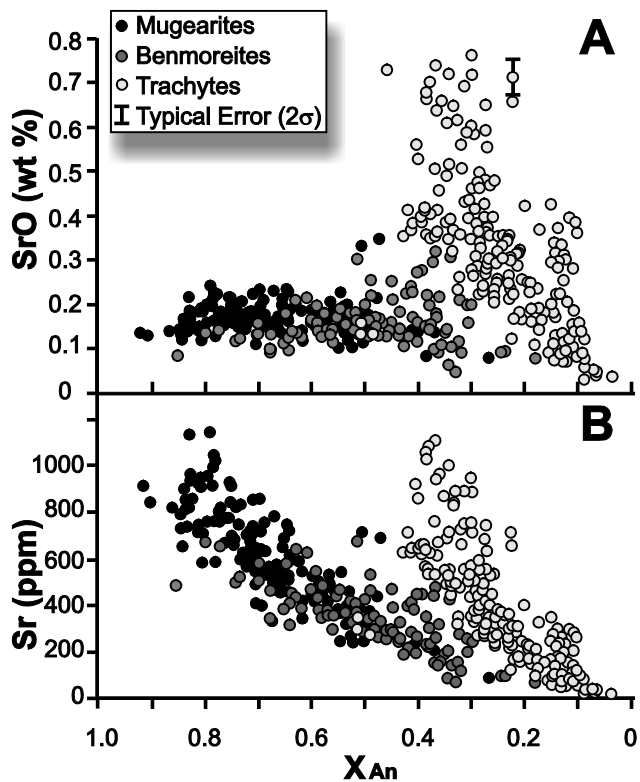 Mugearites
Benmoreites
Trachytes
Typical Error (2σ)
A
0.8
0.7
0.6
0.5
0.4
0.3
0.2
0.1
0
SrO (wt %)
B
1000
800
600
400
200
0
Sr (ppm)
1.0 0.8 0.6 0.4 0.2 0
XAn